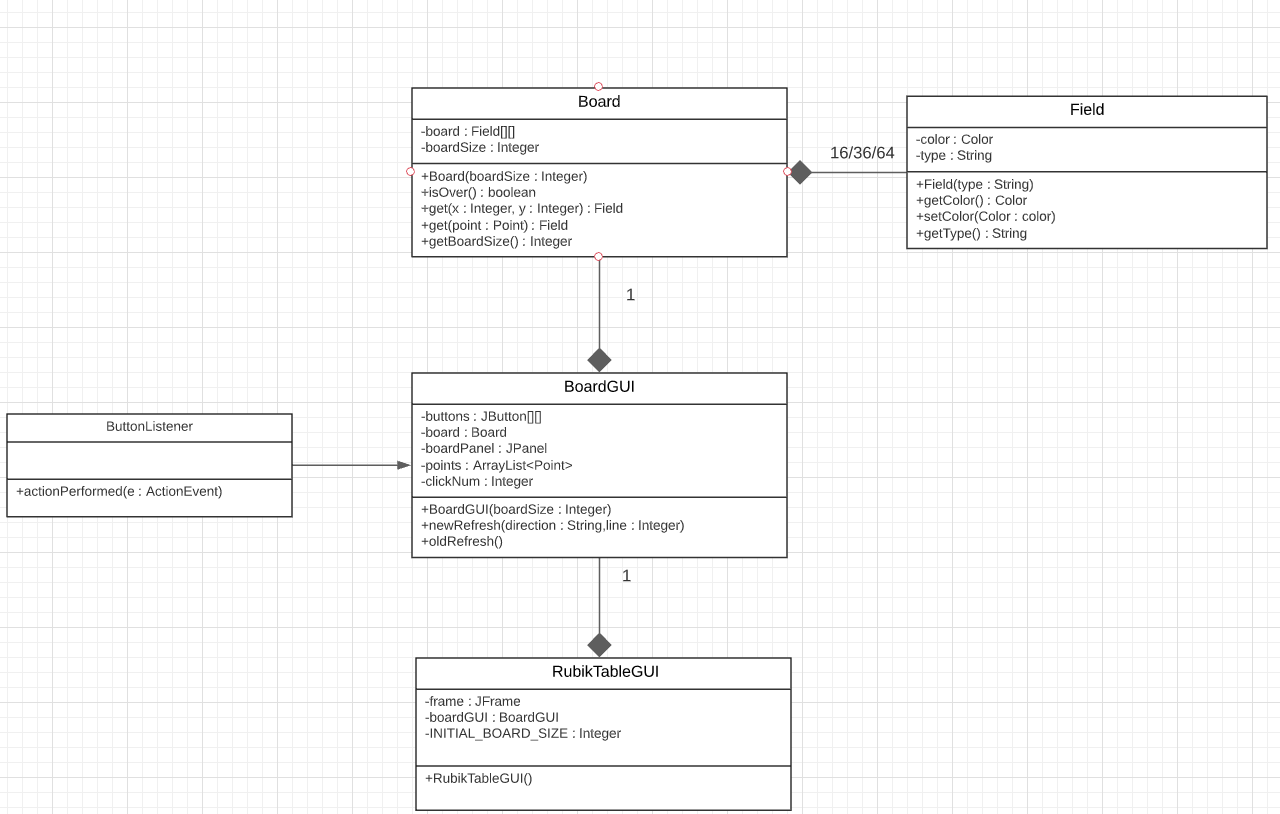 Board
-board : Field[][]
-boardSize : Integer
+Board(boardSize : Integer)
+isOver() : boolean
+get(x : Integer, y : Integer) : Field
+get(point : Point) : Field
+getBoardSize() : Integer
16/36/64
Field
-color : Color
-type : String
+Field(type : String)
+getColor() : Color
+setColor(Color : color)
+getType() : String
1
BoardGUI
-buttons : JButton[][]
-board : Board
-boardPanel : JPanel
-points : ArrayList<Point>
-clickNum : Integer
+BoardGUI(boardSize : Integer)
+newRefresh(direction : String,line : Integer)
+oldRefresh()
ButtonListener
+actionPerformed(e : ActionEvent)
1
RubikTableGUI
-frame : JFrame
-boardGUI : BoardGUI
-INITIAL_BOARD_SIZE : Integer
+RubikTableGUI()